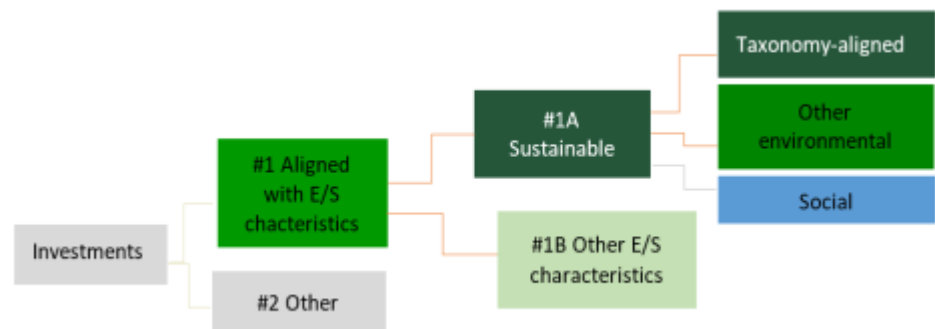 Investments
#1 Aligned
with E/S
chacteristics
#2 Other
#1A
Sustainable
#1B Other E/S
characteristics
Taxonomy-aligned
Other
environmental
Social